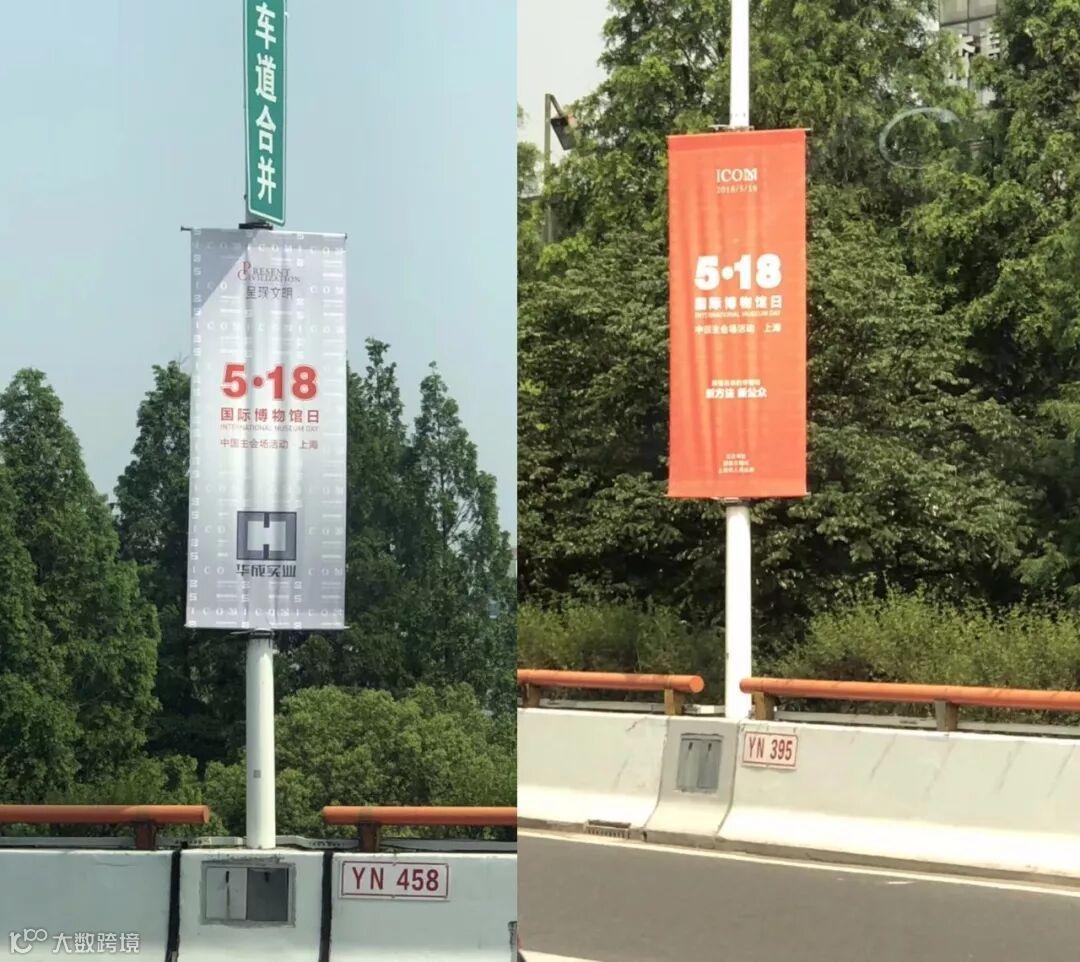 车道合并
PRESENT
CIVILIZATION
呈现文明
5·18
国际博物馆日
INTERNATIONAL MUSEUM DAY
中国主会场活动 上海
华成实业
YN 458
ICOM
2018/5/18
5·18
国际博物馆日
INTERNATIONAL MUSEUM DAY
中国主会场活动 上海
新方法 新公众
YN 395
大数跨境